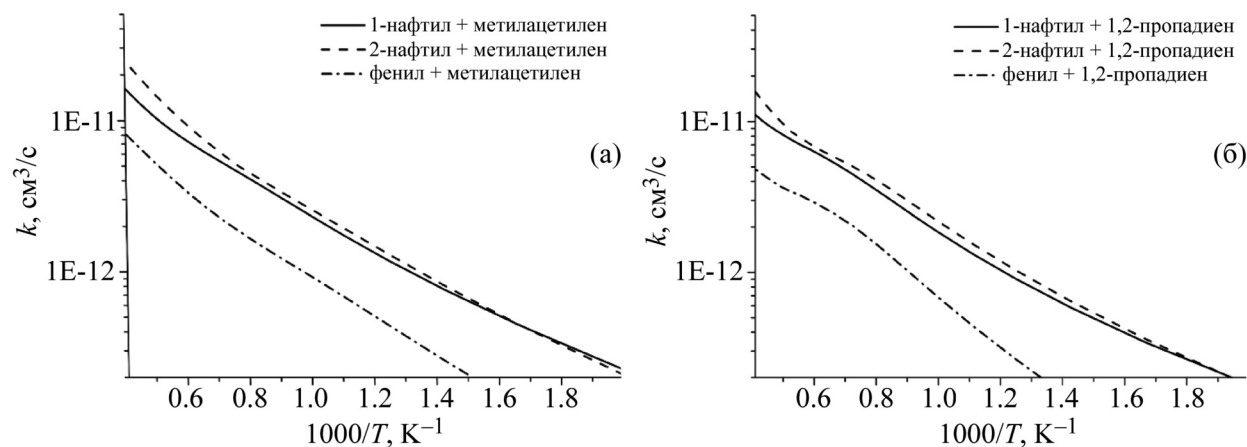 1-нафтил + метилацетилен
2-нафтил + метилацетилен
фенил + метилацетилен
1E-11
1E-12
k, см³/с
(а)
0.6 0.8 1.0 1.2 1.4 1.6 1.8
1000/T, K⁻¹
1-нафтил + 1,2-пропадиен
2-нафтил + 1,2-пропадиен
фенил + 1,2-пропадиен
1E-11
1E-12
k, см³/с
(б)
0.6 0.8 1.0 1.2 1.4 1.6 1.8
1000/T, K⁻¹